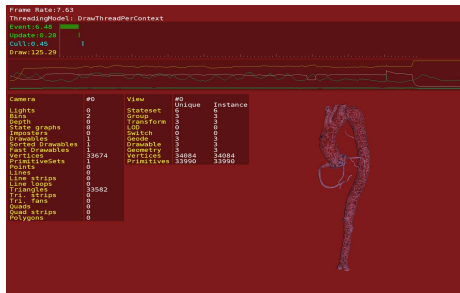 Frame Rate:7.63
ThreadingModel: DrawThreadPerContext
Event:6.48
Update:0.20
Cull:0.45
Draw:125.29
Camera #0 View #0
Unique Instance
Lights 0 Stateset 6 6
Bins 2 Group 3 3
Depth 0 Transform 3 3
State graphs 0 LOD 0 0
Imposters 0 Switch 0 0
Drawables 1 Geode 3 3
Sorted Drawables 1 Drawable 3 3
Fast Drawables 1 Geometry 3 3
Vertices 33674 Vertices 34084 34084
PrimitiveSets 1 Primitives 33990 33990
Points 0
Lines 0
Line strips 0
Line loops 0
Triangles 33582
Tri. strips 0
Tri. fans 0
Quads 0
Quad strips 0
Polygons 0